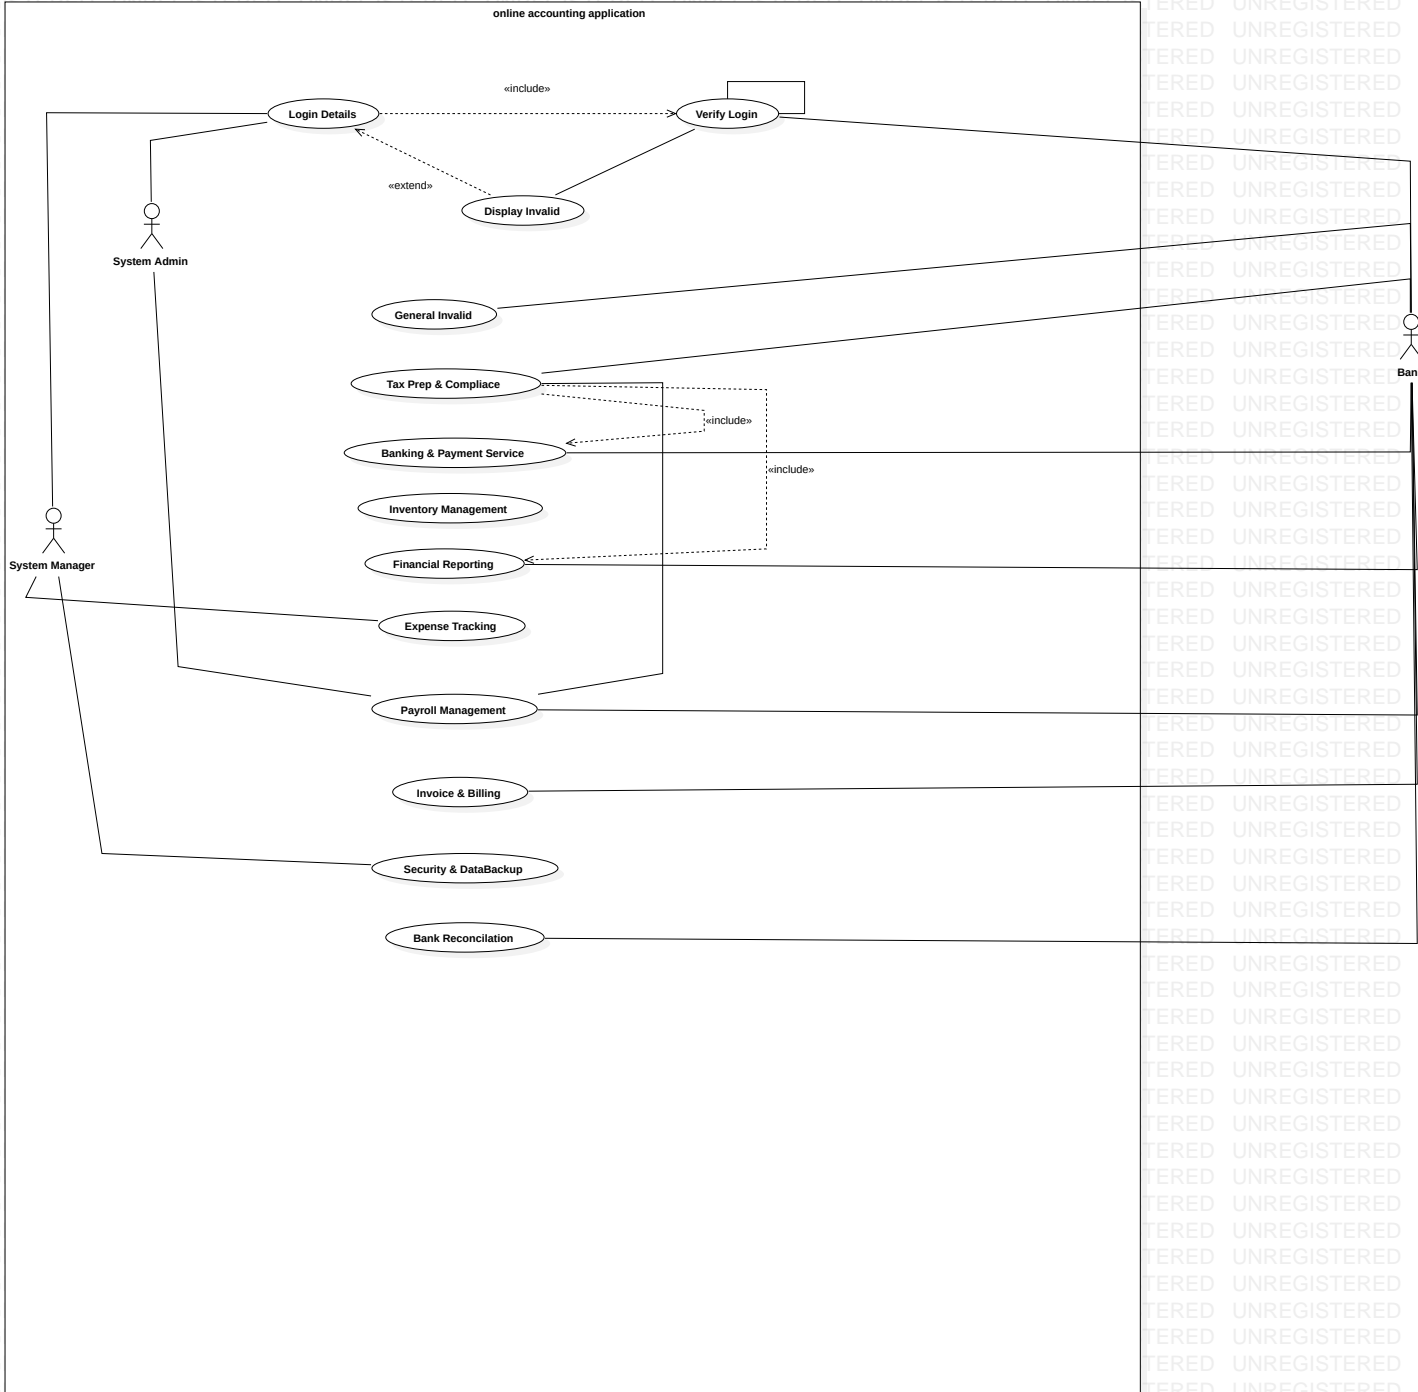 online accounting application
«include»
Login Details
Verify Login
«extend»
Display Invalid
System Admin
General Invalid
Tax Prep & Compliace
Ban
«include»
Banking & Payment Service
«include»
Inventory Management
Financial Reporting
System Manager
Expense Tracking
Payroll Management
Invoice & Billing
Security & DataBackup
Bank Reconcilation
TERED UNREGISTERED